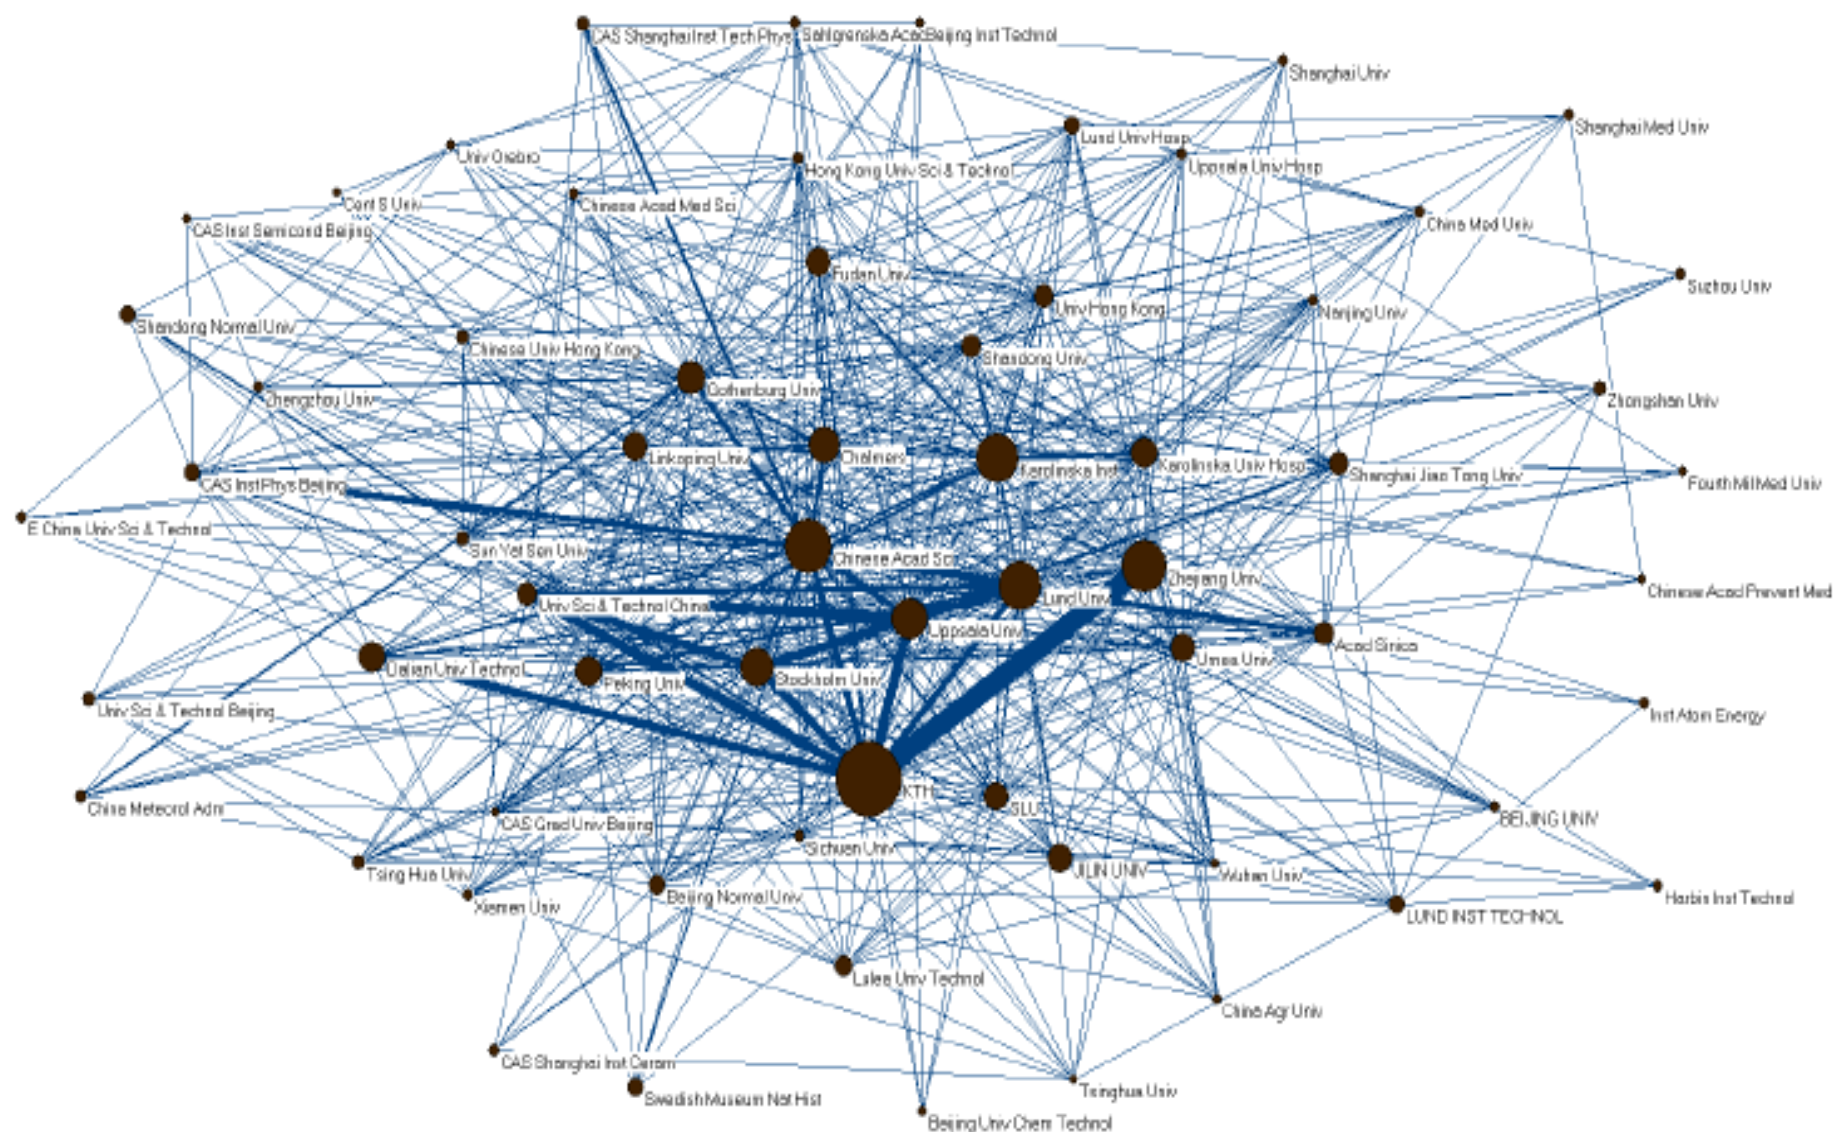 CAS Shanghai Inst Tech Phys
Sahlgrenska Acad
Beijing Inst Technol
Shanghai Univ
Shanghai Med Univ
Lund Univ Hosp
Univ Orebro
Uppsala Univ Hosp
Hong Kong Univ Sci & Technol
Cent S Univ
Chinese Acad Med Sci
China Med Univ
CAS Inst Semicond Beijing
Fudan Univ
Suzhou Univ
Univ Hong Kong
Nanjing Univ
Shandong Normal Univ
Chinese Univ Hong Kong
Shandong Univ
Gothenburg Univ
Zhengzhou Univ
Zhongshan Univ
Linkoping Univ
Chalmers
Karolinska Inst
Karolinska Univ Hosp
Shanghai Jiao Tong Univ
CAS Inst Phys Beijing
Fourth Mil Med Univ
E China Univ Sci & Technol
Sun Yat Sen Univ
Chinese Acad Sci
Zhejiang Univ
Chinese Acad Prevent Med
Univ Sci & Technol China
Lund Univ
Uppsala Univ
Acad Sinica
Umea Univ
Dalian Univ Technol
Peking Univ
Stockholm Univ
Univ Sci & Technol Beijing
Inst Atom Energy
KTH
China Meteorol Adm
SLU
CAS Grad Univ Beijing
BEIJING UNIV
Sichuan Univ
Tsing Hua Univ
JILIN UNIV
Wuhan Univ
Beijing Normal Univ
Harbin Inst Technol
Xiamen Univ
LUND INST TECHNOL
Lulea Univ Technol
China Agr Univ
CAS Shanghai Inst Ceram
Tsinghua Univ
Swedish Museum Nat Hist
Beijing Univ Chem Technol